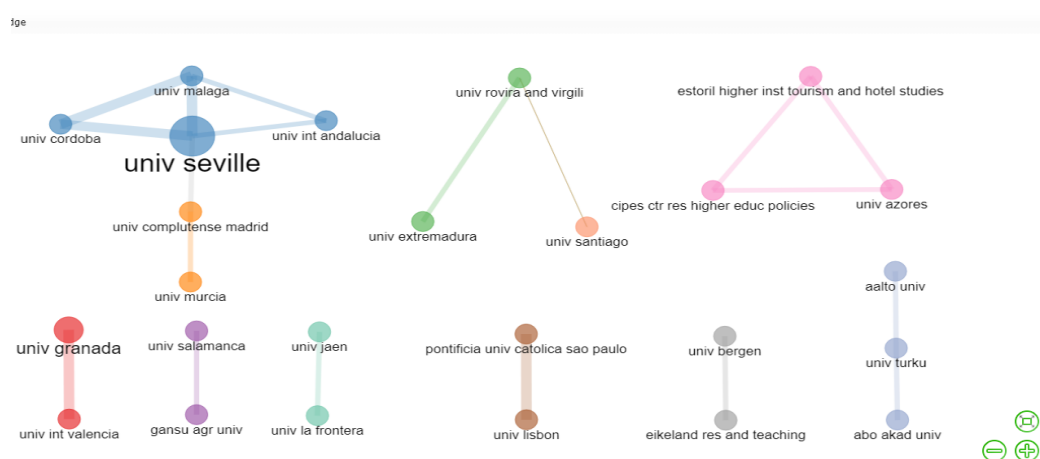 dge
univ malaga
univ rovira and virgili
estoril higher inst tourism and hotel studies
univ cordoba
univ int andalucia
univ seville
cipes ctr res higher educ policies
univ azores
univ complutense madrid
univ extremadura
univ santiago
aalto univ
univ murcia
univ granada
univ salamanca
univ jaen
pontificia univ catolica sao paulo
univ bergen
univ turku
univ int valencia
gansu agr univ
univ la frontera
univ lisbon
eikeland res and teaching
abo akad univ